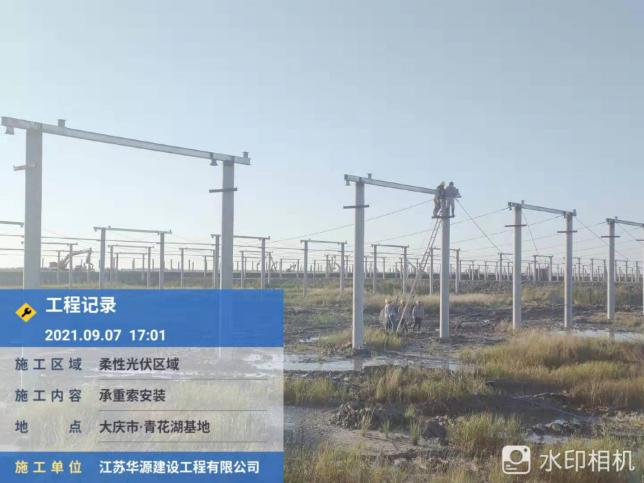 工程记录
2021.09.07 17:01
施工区域 柔性光伏区域
施工内容 承重索安装
地点 大庆市·青花湖基地
施工单位 江苏华源建设工程有限公司
水印相机